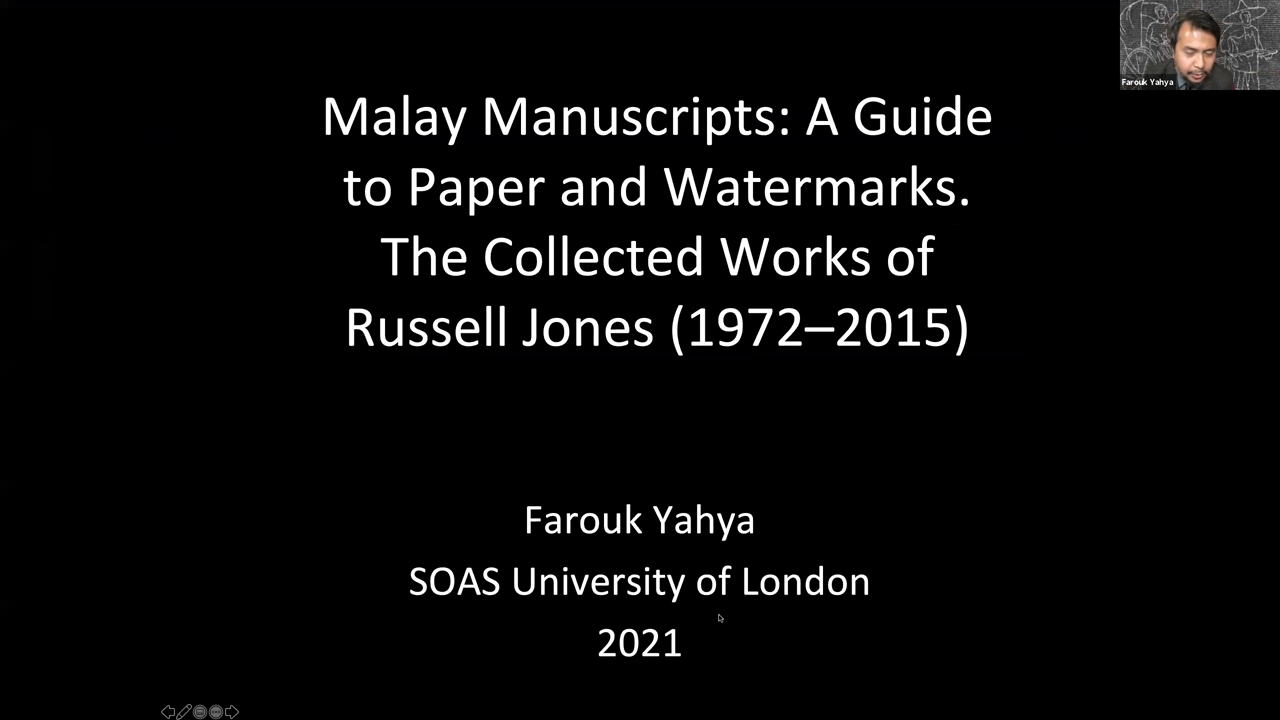 Farouk Yahya
Malay Manuscripts: A Guide
to Paper and Watermarks.
The Collected Works of
Russell Jones (1972–2015)
Farouk Yahya
SOAS University of London
2021